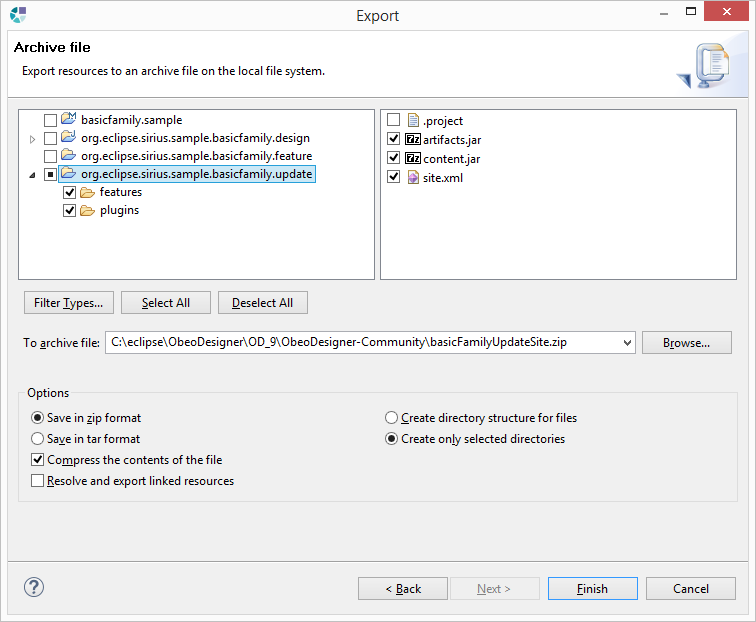 Export
Archive file
Export resources to an archive file on the local file system.
basicfamily.sample
org.eclipse.sirius.sample.basicfamily.design
org.eclipse.sirius.sample.basicfamily.feature
org.eclipse.sirius.sample.basicfamily.update
features
plugins
.project
artifacts.jar
content.jar
site.xml
Filter Types... Select All Deselect All
To archive file: C:\eclipse\ObeoDesigner\OD_9\ObeoDesigner-Community\basicFamilyUpdateSite.zip Browse...
Options
Save in zip format Create directory structure for files
Save in tar format Create only selected directories
Compress the contents of the file
Resolve and export linked resources
< Back Next > Finish Cancel